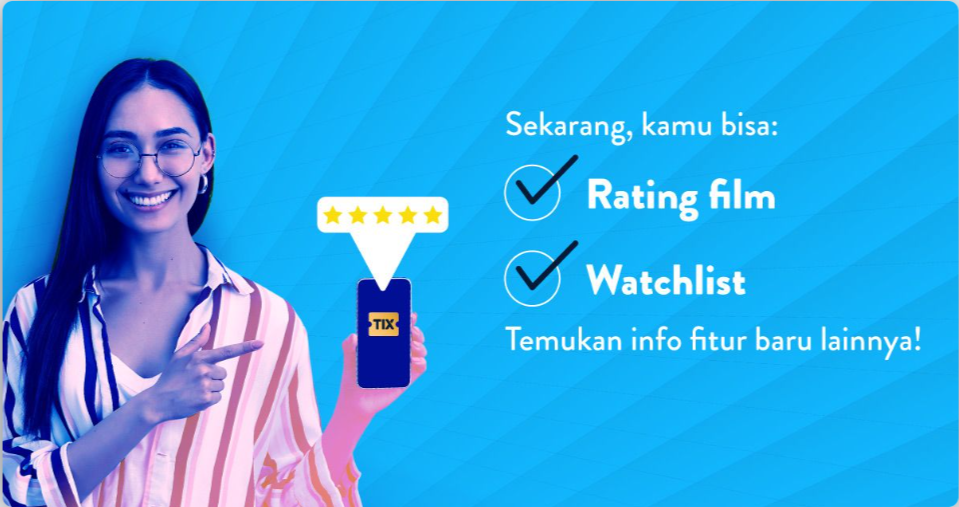 Sekarang, kamu bisa:
Rating film
Watchlist
Temukan info fitur baru lainnya!
TIX